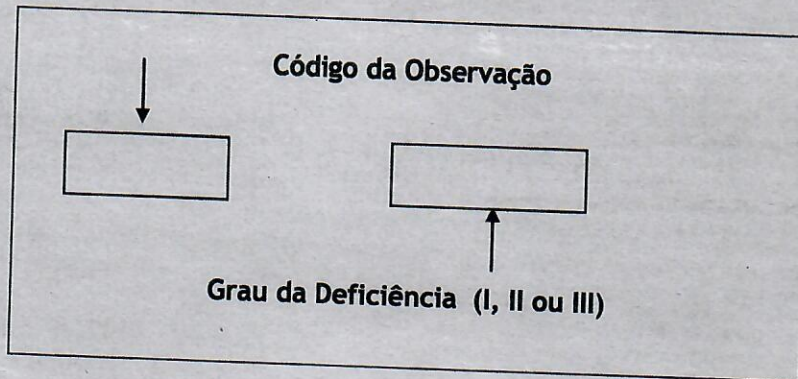 Código da Observação
Grau da Deficiência (I, II ou III)